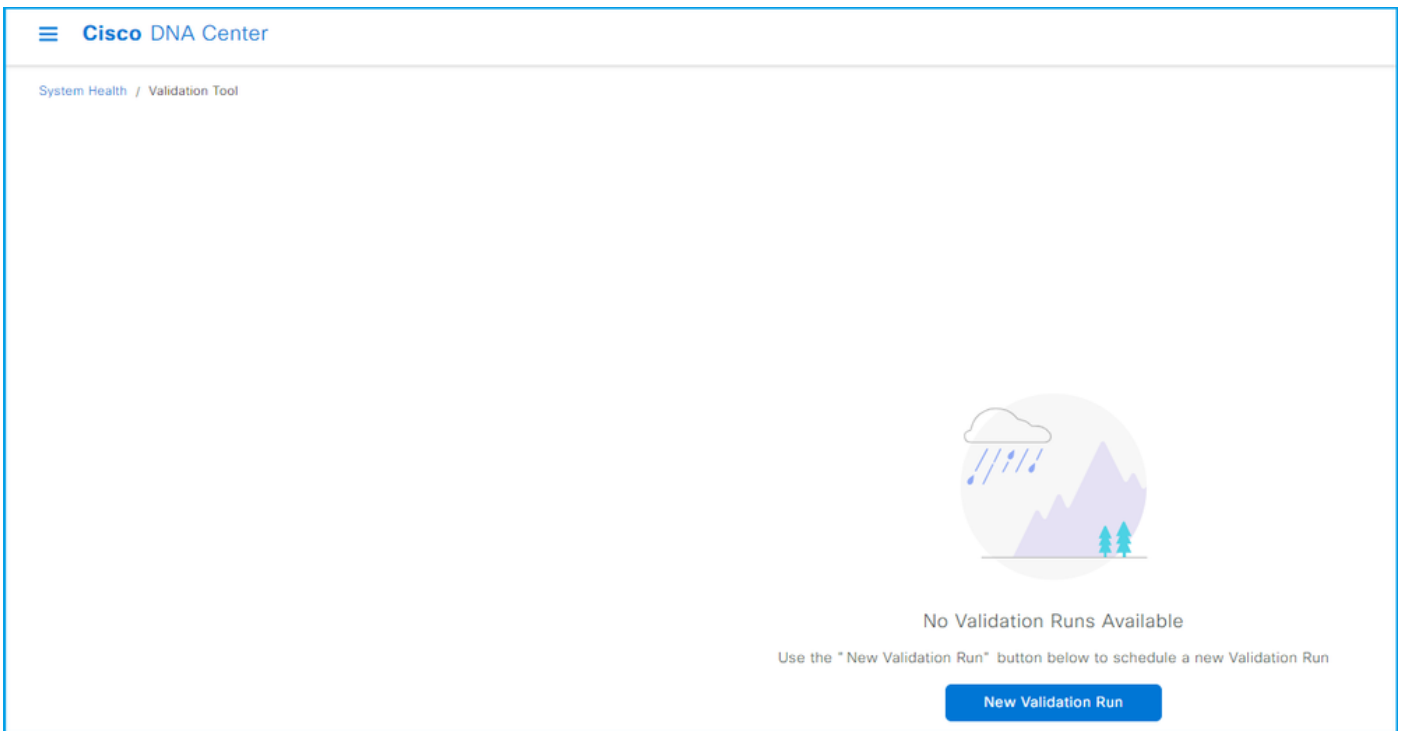 Cisco DNA Center
System Health / Validation Tool
No Validation Runs Available
Use the "New Validation Run" button below to schedule a new Validation Run
New Validation Run